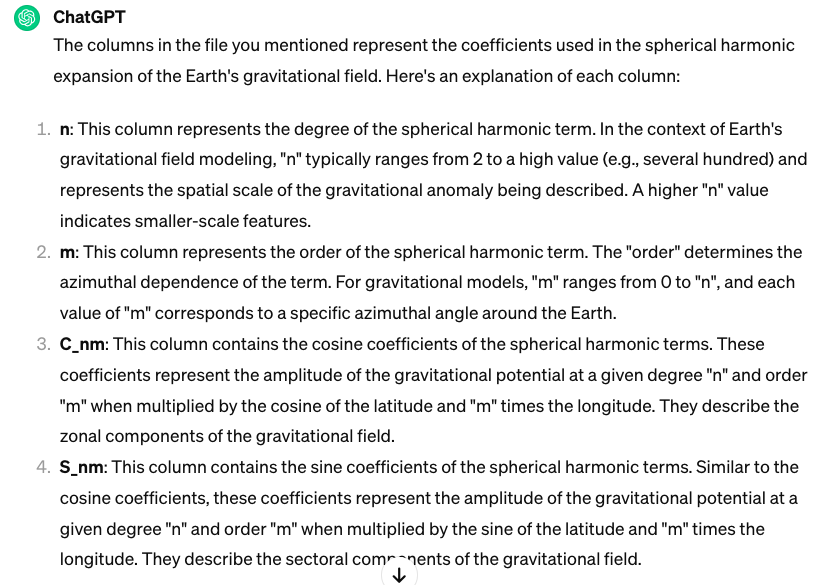 ChatGPT
The columns in the file you mentioned represent the coefficients used in the spherical harmonic
expansion of the Earth's gravitational field. Here's an explanation of each column:
1. n: This column represents the degree of the spherical harmonic term. In the context of Earth's
gravitational field modeling, "n" typically ranges from 2 to a high value (e.g., several hundred) and
represents the spatial scale of the gravitational anomaly being described. A higher "n" value
indicates smaller-scale features.
2. m: This column represents the order of the spherical harmonic term. The "order" determines the
azimuthal dependence of the term. For gravitational models, "m" ranges from 0 to "n", and each
value of "m" corresponds to a specific azimuthal angle around the Earth.
3. C_nm: This column contains the cosine coefficients of the spherical harmonic terms. These
coefficients represent the amplitude of the gravitational potential at a given degree "n" and order
"m" when multiplied by the cosine of the latitude and "m" times the longitude. They describe the
zonal components of the gravitational field.
4. S_nm: This column contains the sine coefficients of the spherical harmonic terms. Similar to the
cosine coefficients, these coefficients represent the amplitude of the gravitational potential at a
given degree "n" and order "m" when multiplied by the sine of the latitude and "m" times the
longitude. They describe the sectoral components of the gravitational field.